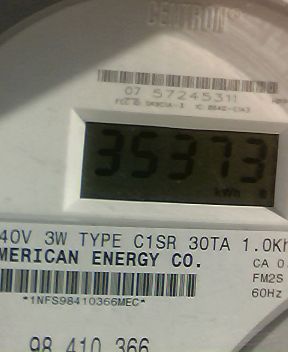 CENTRON®
07 57245311
35373
kWh
40V 3W TYPE C1SR 30TA 1.0Kh
MERICAN ENERGY CO.
CA 0.
FM2S
60Hz
*1NFS98410366MEC*
98 410 366